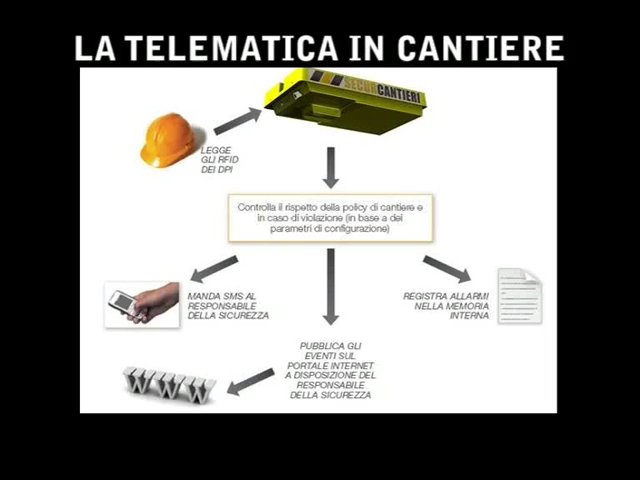 LA TELEMATICA IN CANTIERE
SECURCANTIERI
LEGGE
GLI RFID
DEI DPI
Controlla il rispetto della policy di cantiere e
in caso di violazione (in base a dei
parametri di configurazione)
MANDA SMS AL
RESPONSABILE
DELLA SICUREZZA
REGISTRA ALLARMI
NELLA MEMORIA
INTERNA
PUBBLICA GLI
EVENTI SUL
PORTALE INTERNET
A DISPOSIZIONE DEL
RESPONSABILE
DELLA SICUREZZA
WWW